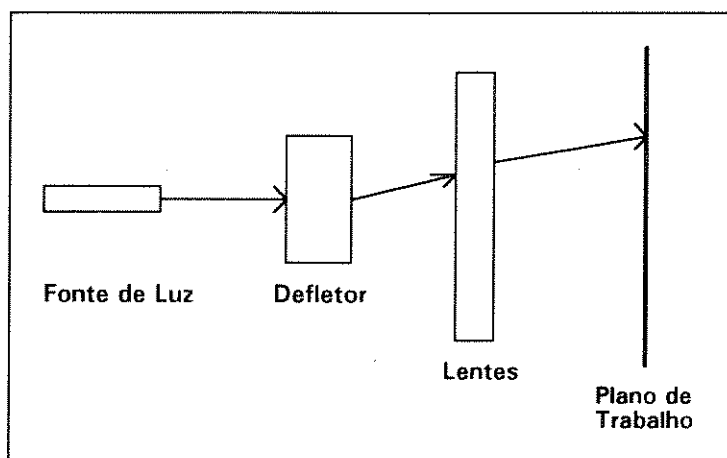 Fonte de Luz
Defletor
Lentes
Plano de
Trabalho